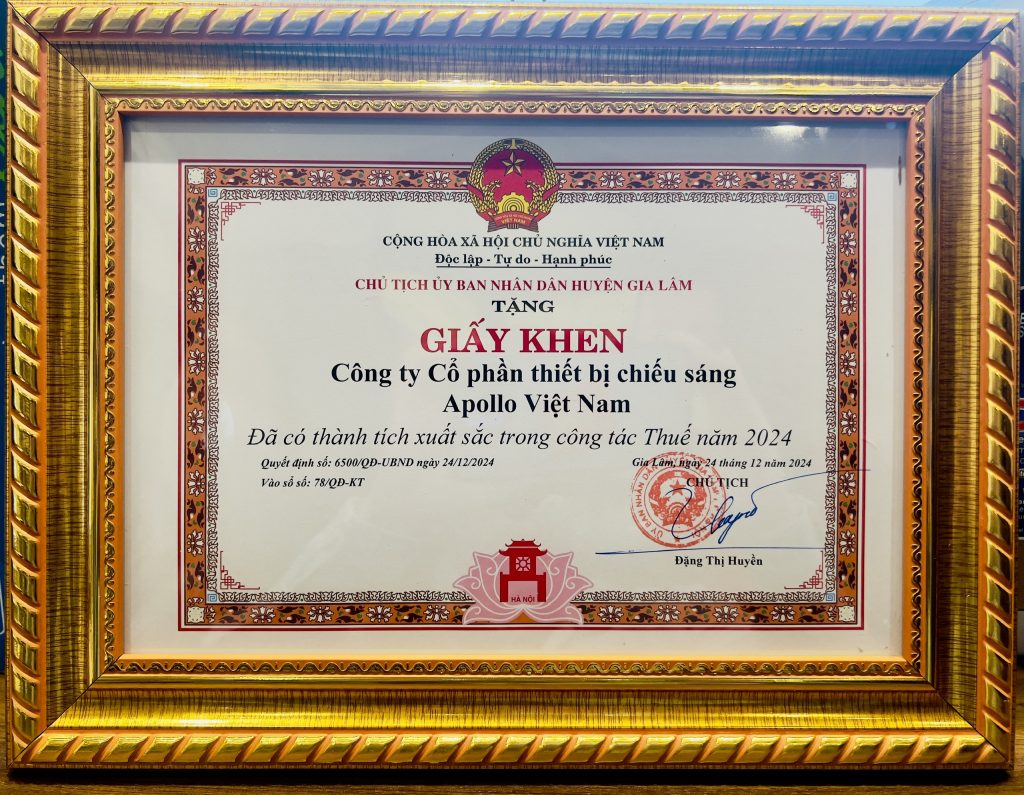 CỘNG HÒA XÃ HỘI CHỦ NGHĨA VIỆT NAM
Độc lập - Tự do - Hạnh phúc
CHỦ TỊCH ỦY BAN NHÂN DÂN HUYỆN GIA LÂM
TẶNG
GIẤY KHEN
Công ty Cổ phần thiết bị chiếu sáng
Apollo Việt Nam
Đã có thành tích xuất sắc trong công tác Thuế năm 2024
Quyết định số: 6500/QĐ-UBND ngày 24/12/2024
Vào sổ số: 78/QĐ-KT
Gia Lâm, ngày 24 tháng 12 năm 2024
CHỦ TỊCH
Đặng Thị Huyền
HÀ NỘI